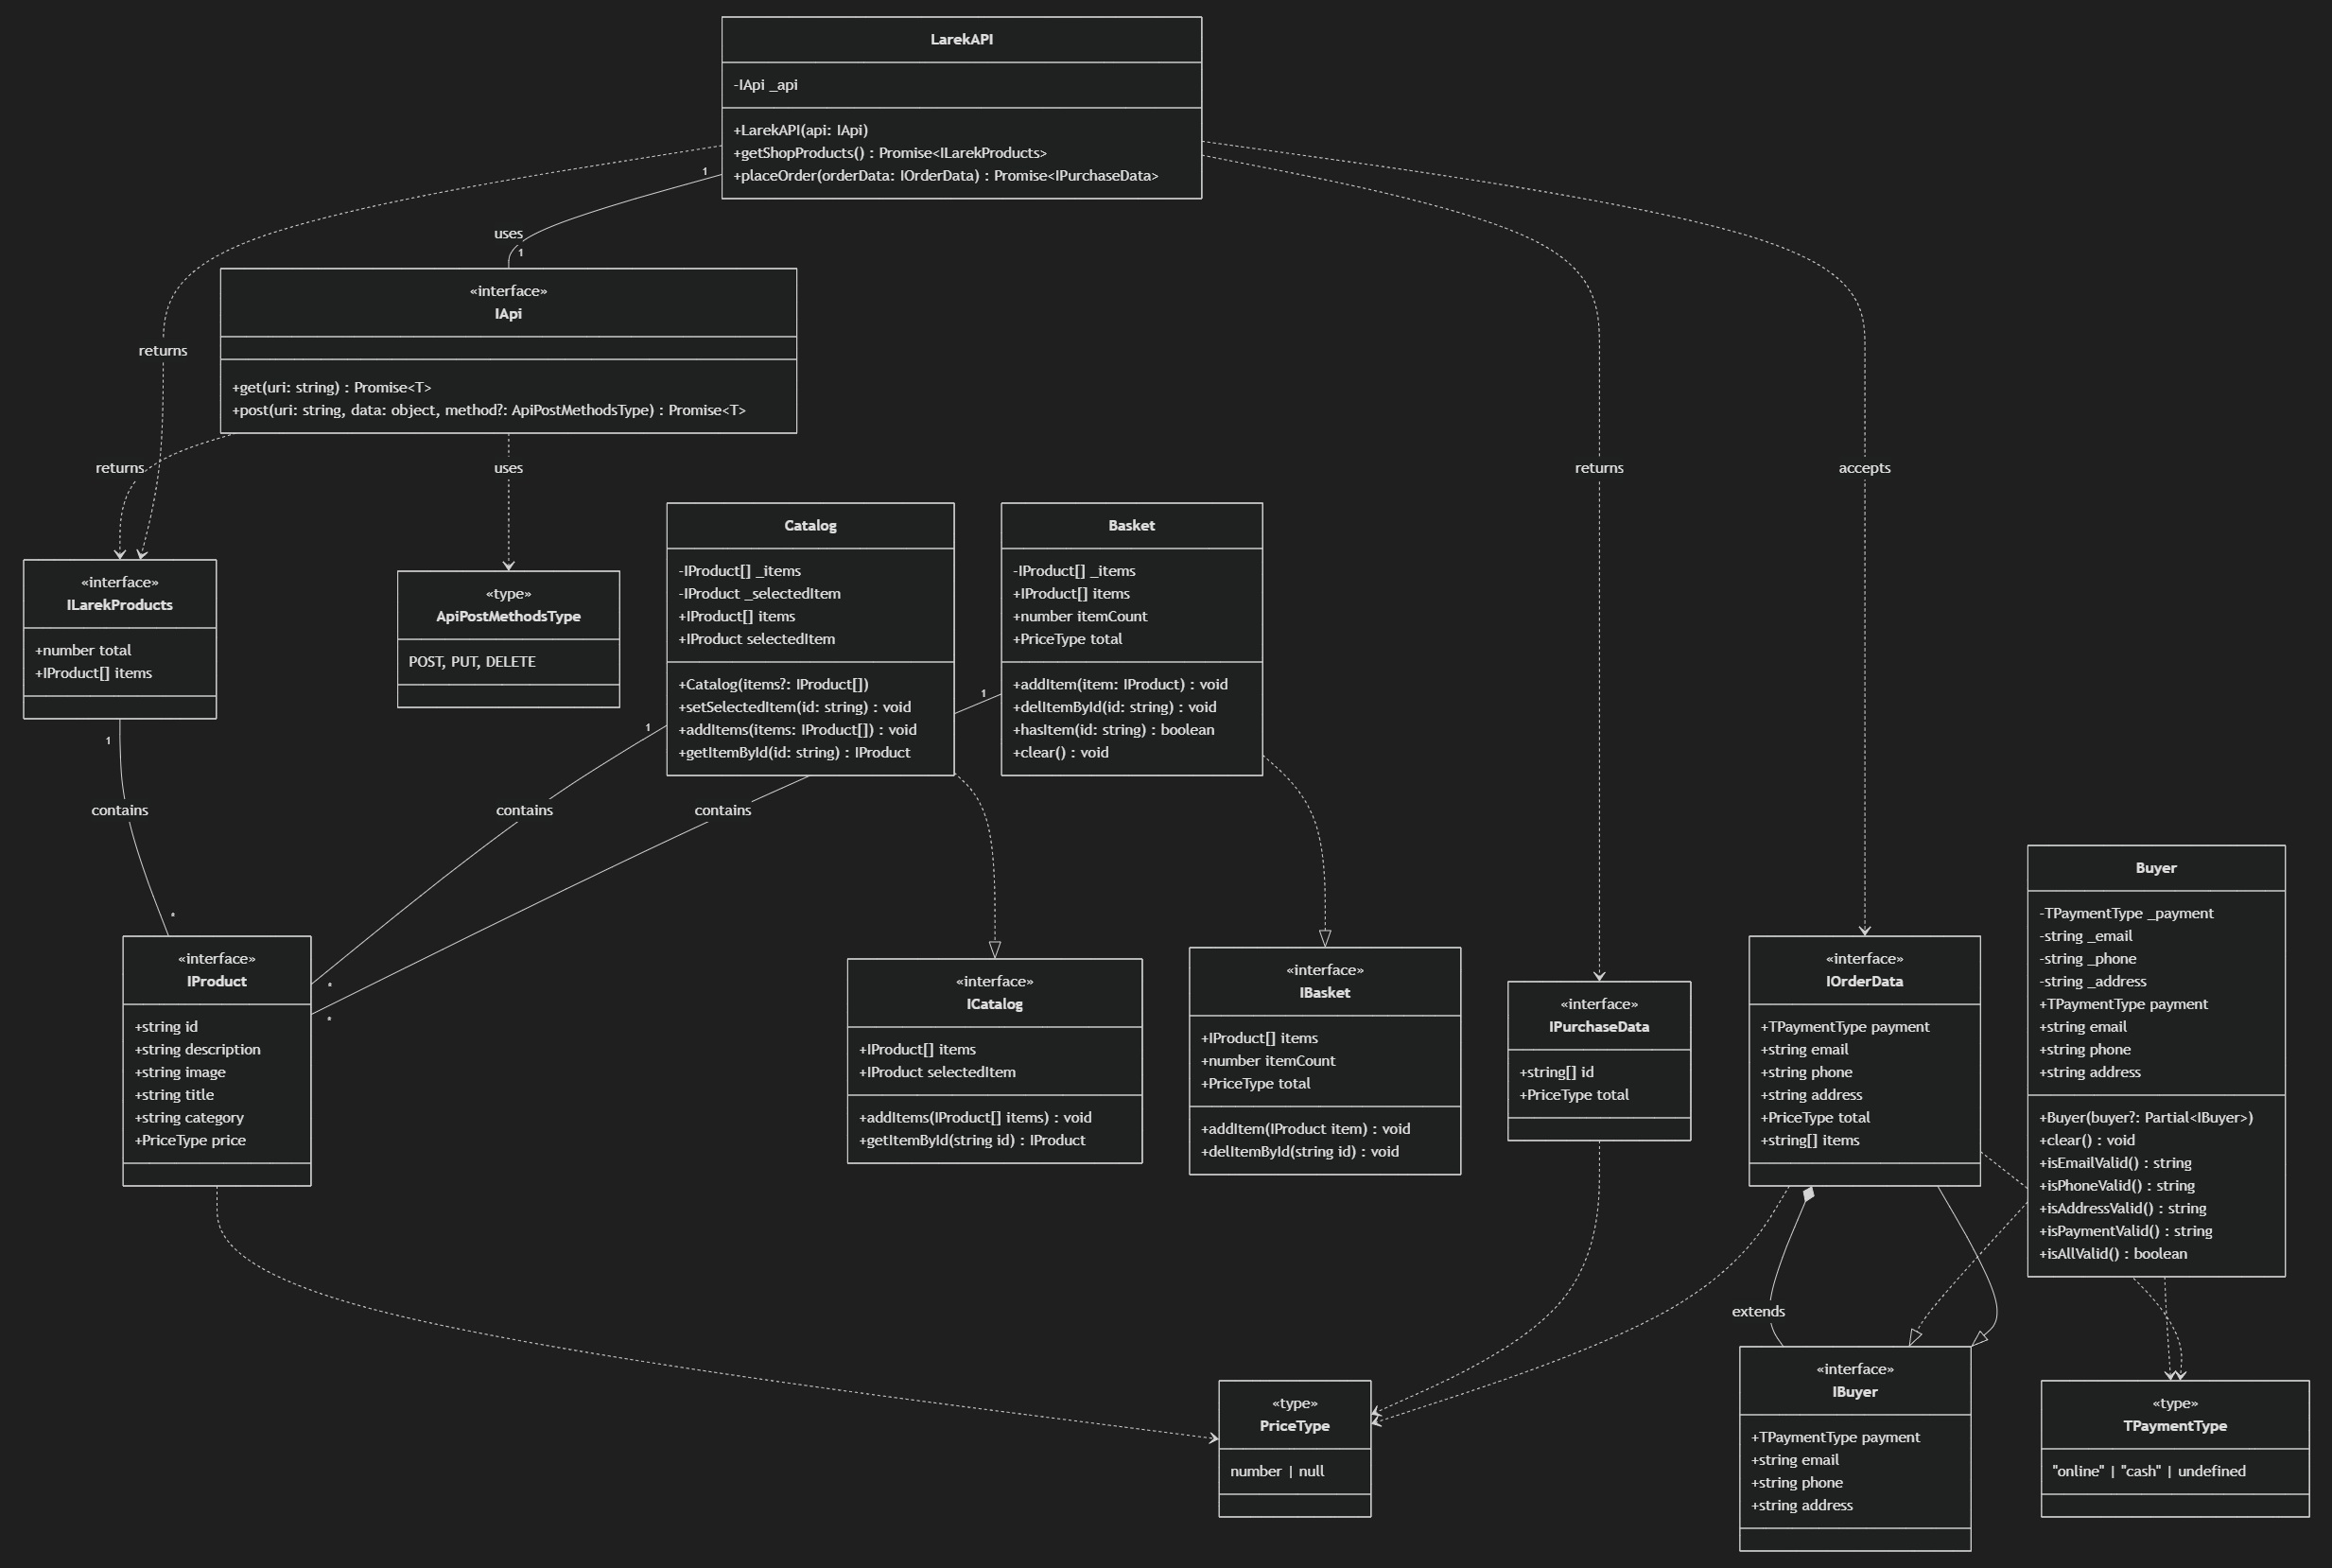 LarekAPI
-IApi _api
+LarekAPI(api: IApi)
+getShopProducts() : Promise<ILarekProducts>
+placeOrder(orderData: IOrderData) : Promise<IPurchaseData>
1
uses
1
«interface»
IApi
+get(uri: string) : Promise<T>
+post(uri: string, data: object, method?: ApiPostMethodsType) : Promise<T>
returns
returns
uses
returns
accepts
«interface»
ILarekProducts
+number total
+IProduct[] items
«type»
ApiPostMethodsType
POST, PUT, DELETE
Catalog
-IProduct[] _items
-IProduct _selectedItem
+IProduct[] items
+IProduct selectedItem
+Catalog(items?: IProduct[])
+setSelectedItem(id: string) : void
+addItems(items: IProduct[]) : void
+getItemById(id: string) : IProduct
Basket
-IProduct[] _items
+IProduct[] items
+number itemCount
+PriceType total
+addItem(item: IProduct) : void
+delItemById(id: string) : void
+hasItem(id: string) : boolean
+clear() : void
1
1
1
contains
contains
contains
*
*
*
«interface»
IProduct
+string id
+string description
+string image
+string title
+string category
+PriceType price
«interface»
ICatalog
+IProduct[] items
+IProduct selectedItem
+addItems(IProduct[] items) : void
+getItemById(string id) : IProduct
«interface»
IBasket
+IProduct[] items
+number itemCount
+PriceType total
+addItem(IProduct item) : void
+delItemById(string id) : void
«interface»
IPurchaseData
+string[] id
+PriceType total
«interface»
IOrderData
+TPaymentType payment
+string email
+string phone
+string address
+PriceType total
+string[] items
Buyer
-TPaymentType _payment
-string _email
-string _phone
-string _address
+TPaymentType payment
+string email
+string phone
+string address
+Buyer(buyer?: Partial<IBuyer>)
+clear() : void
+isEmailValid() : string
+isPhoneValid() : string
+isAddressValid() : string
+isPaymentValid() : string
+isAllValid() : boolean
extends
«type»
PriceType
number | null
«interface»
IBuyer
+TPaymentType payment
+string email
+string phone
+string address
«type»
TPaymentType
"online" | "cash" | undefined